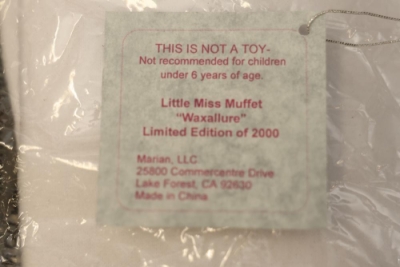 THIS IS NOT A TOY-
Not recommended for children
under 6 years of age.
Little Miss Muffet
"Waxallure"
Limited Edition of 2000
Marian, LLC
25800 Commercentre Drive
Lake Forest, CA 92630
Made in China